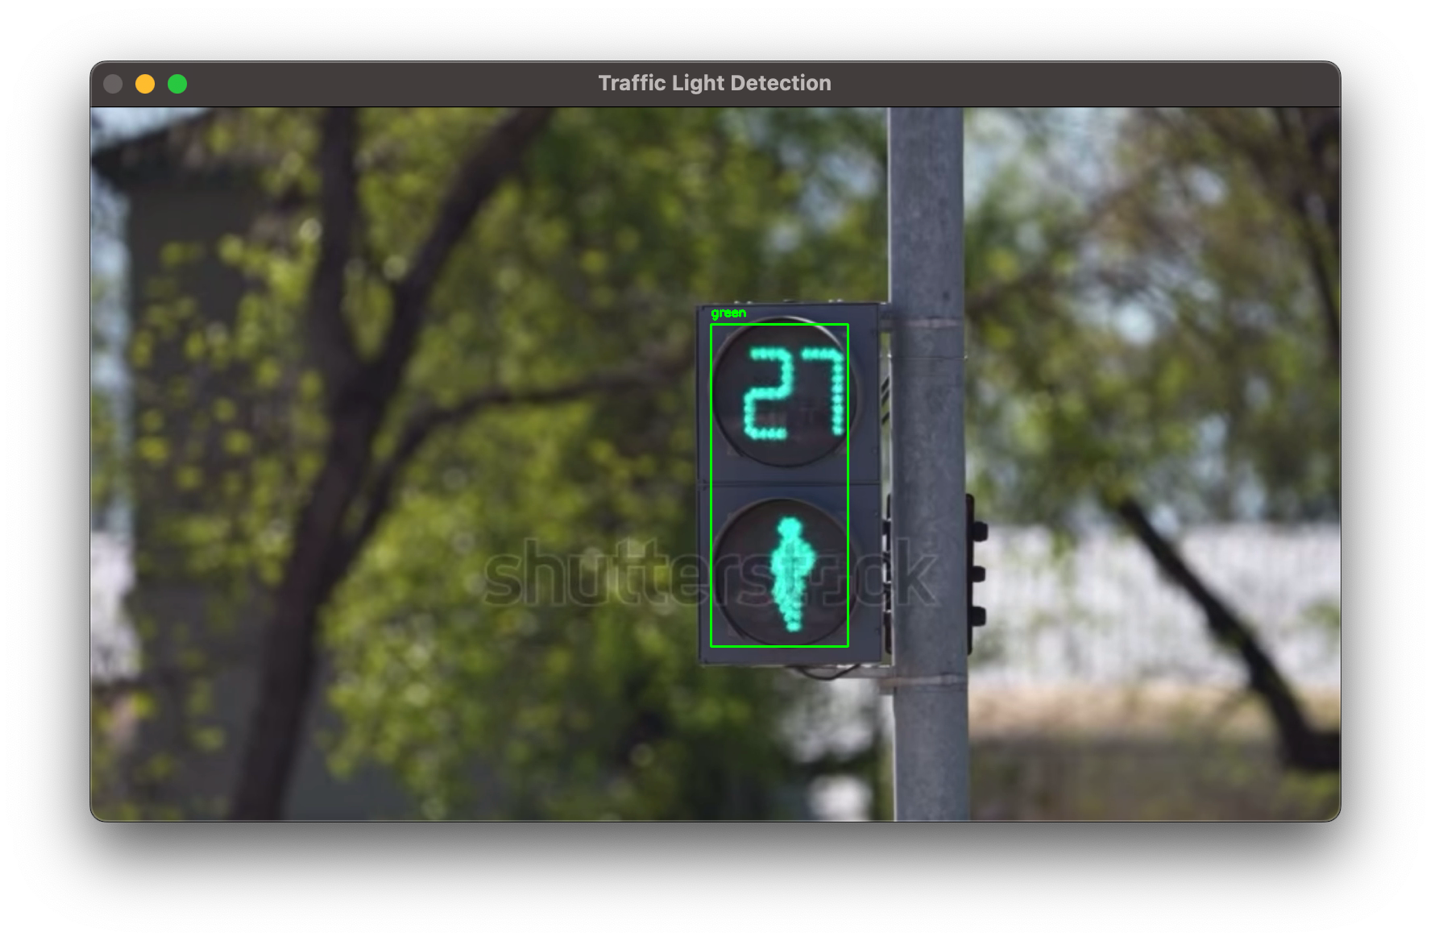 Traffic Light Detection
green
27
shutterstock